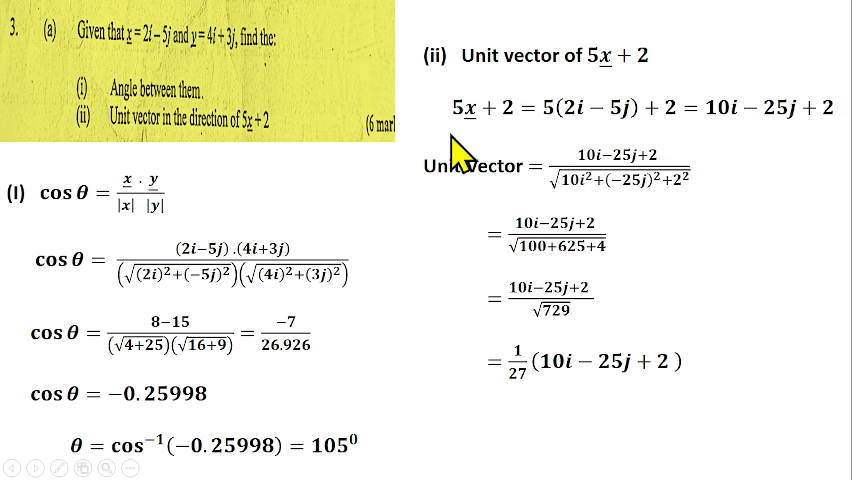 3. (a) Given that x = 2i – 5j and y = 4i + 3j, find the:
(i) Angle between them.
(ii) Unit vector in the direction of 5x + 2
(6 mar
(I) cos θ = x . y / |x| |y|
cos θ = (2i−5j) .(4i+3j) / (√(2i)²+(−5j)²)(√(4i)²+(3j)²)
cos θ = 8−15 / (√4+25)(√16+9) = −7 / 26.926
cos θ = −0.25998
θ = cos⁻¹(−0.25998) = 105⁰
(ii) Unit vector of 5x + 2
5x + 2 = 5(2i − 5j) + 2 = 10i − 25j + 2
Unit vector = 10i−25j+2 / √10i²+(−25j)²+2²
= 10i−25j+2 / √100+625+4
= 10i−25j+2 / √729
= 1/27 (10i − 25j + 2 )